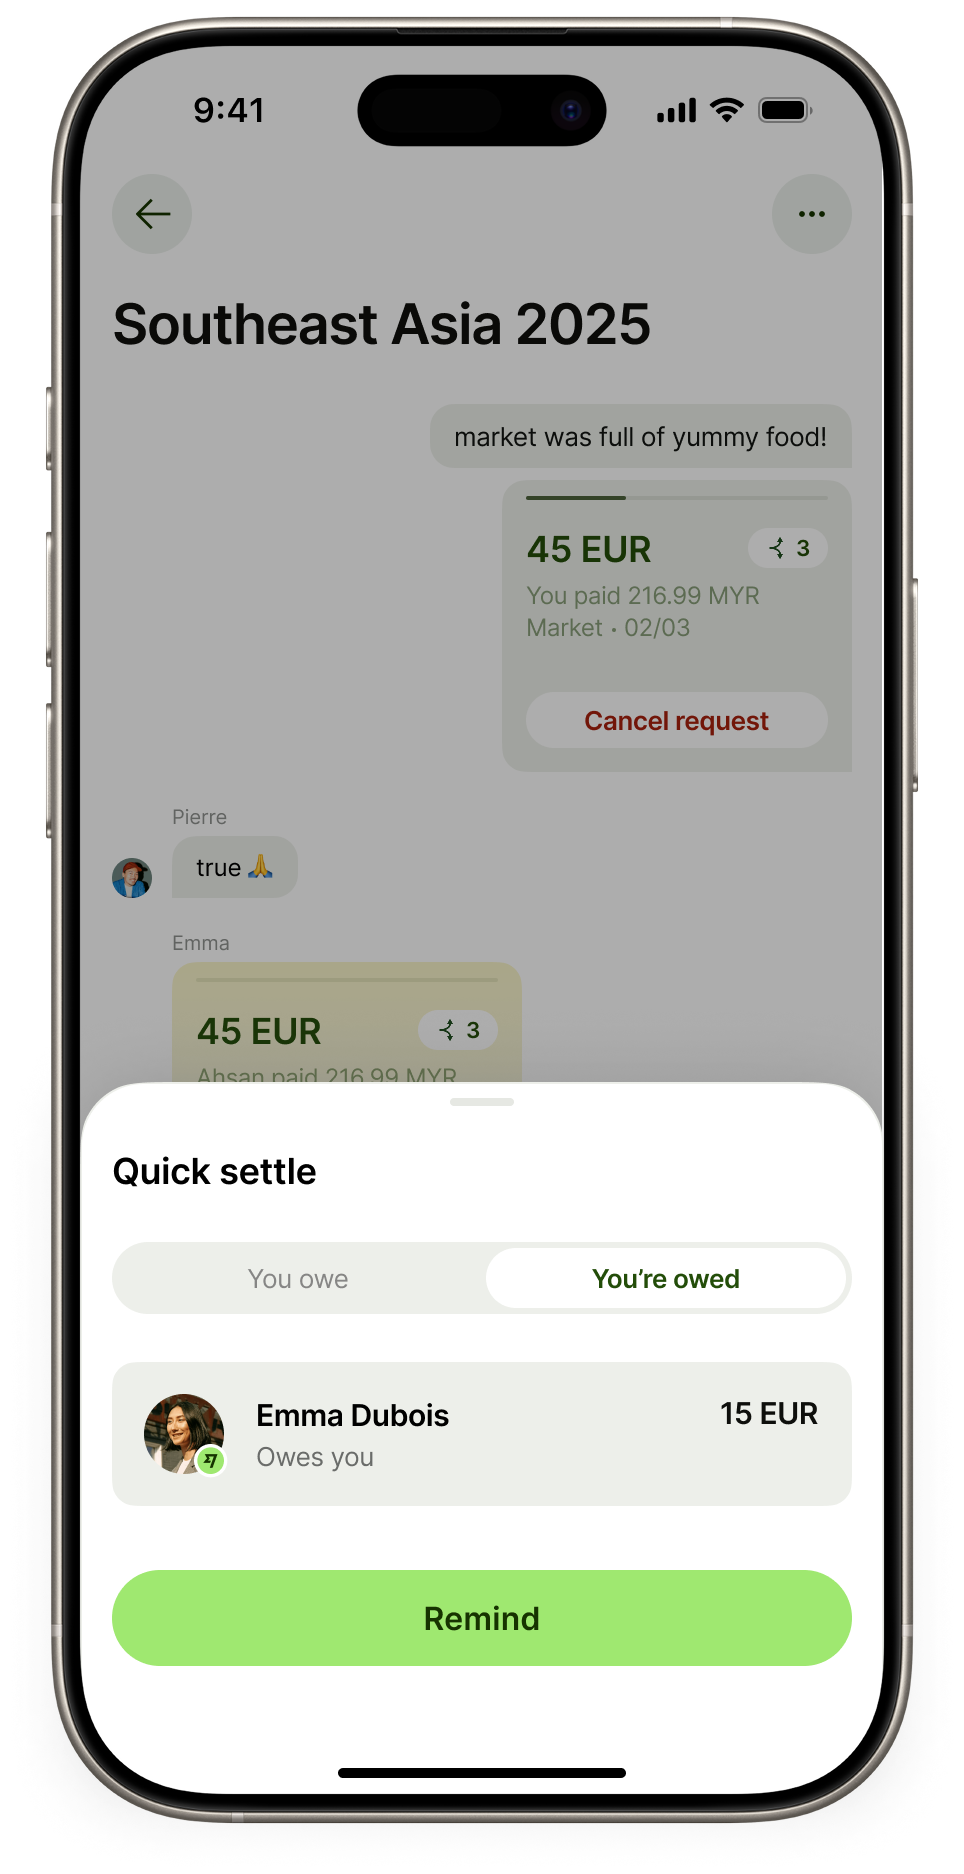 9:41
Southeast Asia 2025
market was full of yummy food!
45 EUR
3
You paid 216.99 MYR
Market • 02/03
Cancel request
Pierre
true 🙏
Emma
45 EUR
3
Ahsan paid 216.99 MYR
Quick settle
You owe
You’re owed
Emma Dubois
15 EUR
Owes you
Remind